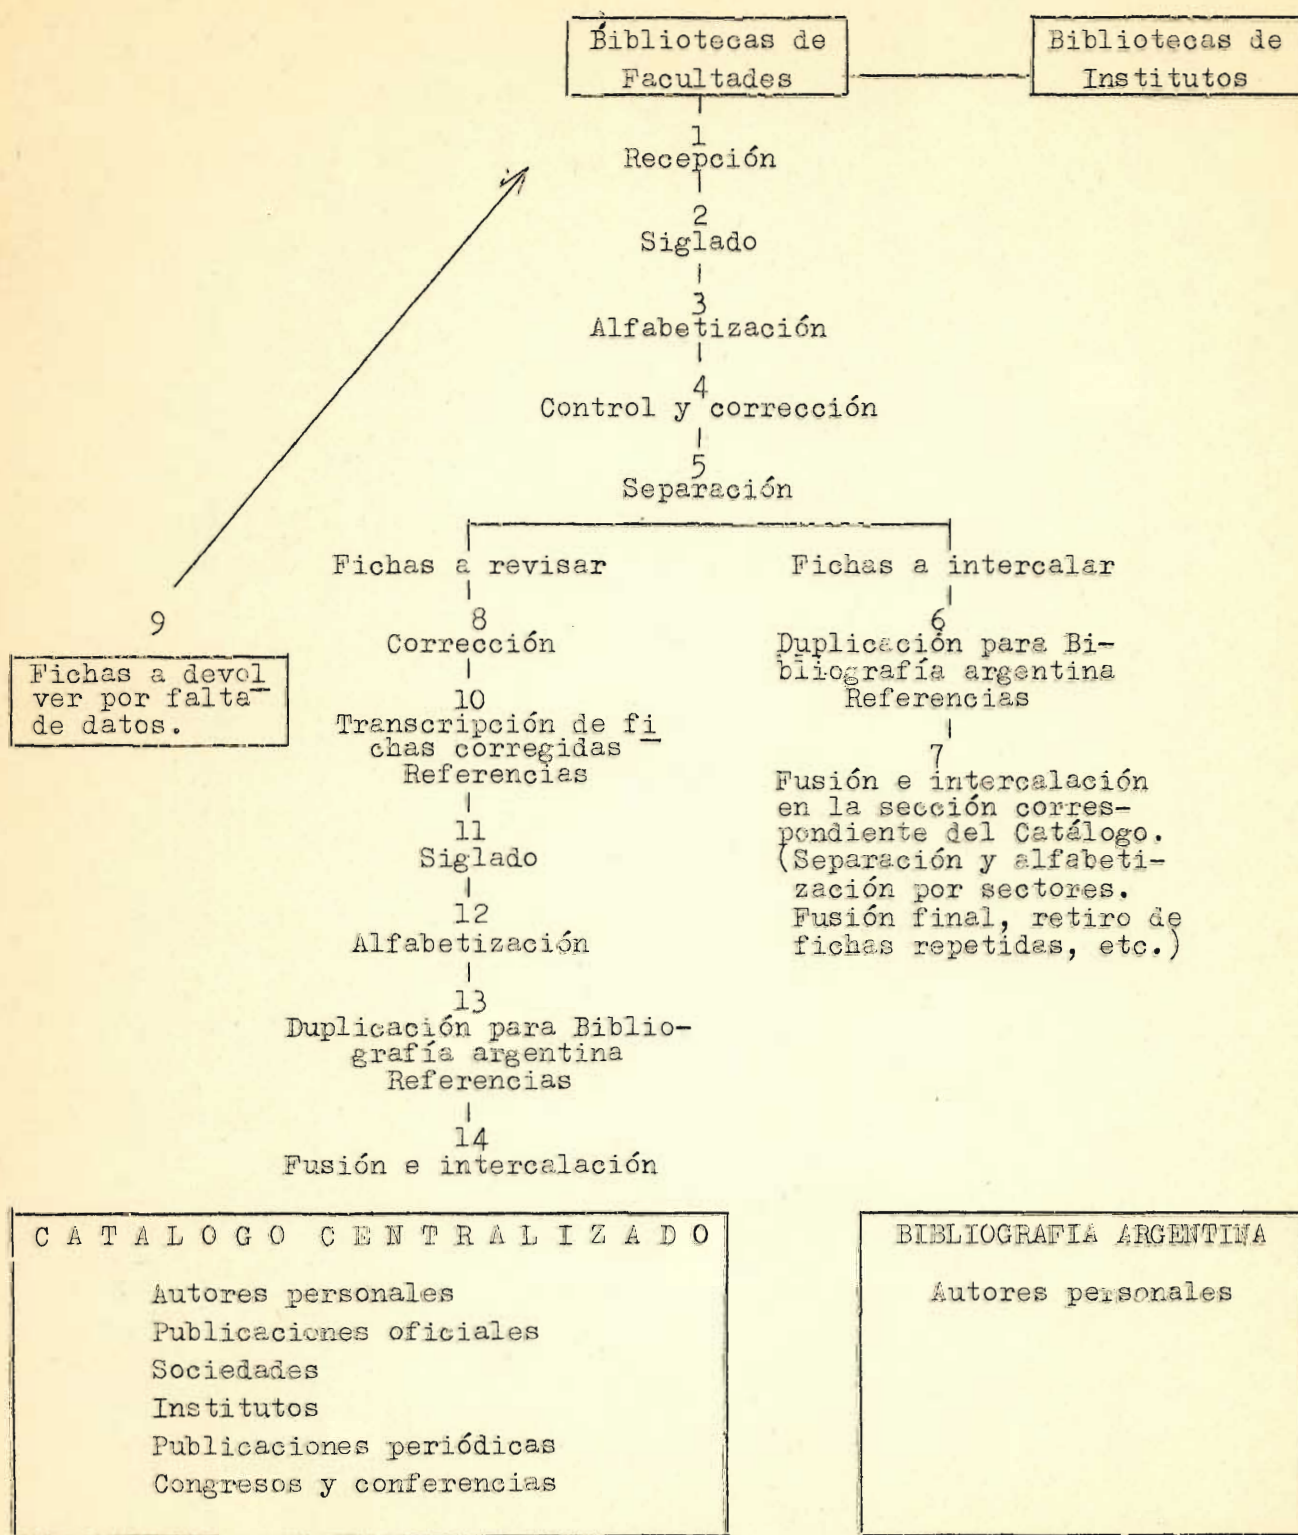 Bibliotecas de
Facultades
Bibliotecas de
Institutos
1
Recepción
2
Siglado
3
Alfabetización
4
Control y corrección
5
Separación
Fichas a revisar
8
Corrección
10
Transcripción de fi
chas corregidas
Referencias
11
Siglado
12
Alfabetización
13
Duplicación para Biblio-
grafía argentina
Referencias
14
Fusión e intercalación
Fichas a intercalar
6
Duplicación para Bi-
bliografía argentina
Referencias
7
Fusión e intercalación
en la sección corres-
pondiente del Catálogo.
(Separación y alfabeti-
zación por sectores.
Fusión final, retiro de
fichas repetidas, etc.)
9
Fichas a devol
ver por falta
de datos.
CATALOGO CENTRALIZADO
Autores personales
Publicaciones oficiales
Sociedades
Institutos
Publicaciones periódicas
Congresos y conferencias
BIBLIOGRAFIA ARGENTINA
Autores personales